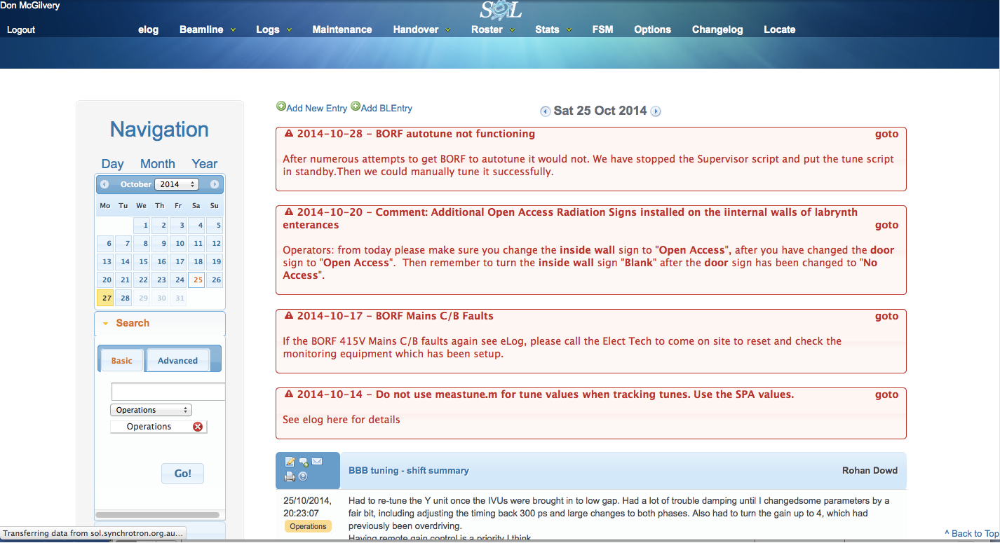 Don McGilvery
SOL
Logout
elog Beamline Logs Maintenance Handover Roster Stats FSM Options Changelog Locate
Navigation
Day Month Year
October 2014
Mo Tu We Th Fr Sa Su
1 2 3 4 5
6 7 8 9 10 11 12
13 14 15 16 17 18 19
20 21 22 23 24 25 26
27 28 29 30 31
Search
Basic Advanced
Operations
Operations
Go!
Add New Entry Add BLEntry
Sat 25 Oct 2014
2014-10-28 - BORF autotune not functioning goto
After numerous attempts to get BORF to autotune it would not. We have stopped the Supervisor script and put the tune script
in standby.Then we could manually tune it successfully.
2014-10-20 - Comment: Additional Open Access Radiation Signs installed on the iinternal walls of labrynth
enterances goto
Operators: from today please make sure you change the inside wall sign to "Open Access", after you have changed the door
sign to "Open Access".  Then remember to turn the inside wall sign "Blank" after the door sign has been changed to "No
Access".
2014-10-17 - BORF Mains C/B Faults goto
If the BORF 415V Mains C/B faults again see eLog, please call the Elect Tech to come on site to reset and check the
monitoring equipment which has been setup.
2014-10-14 - Do not use meastune.m for tune values when tracking tunes. Use the SPA values. goto
See elog here for details
BBB tuning - shift summary Rohan Dowd
25/10/2014,
20:23:07
Operations
Had to re-tune the Y unit once the IVUs were brought in to low gap. Had a lot of trouble damping until I changedsome parameters by a
fair bit, including adjusting the timing back 300 ps and large changes to both phases. Also had to turn the gain up to 4, which had
previously been overdriving.
Having remote gain control is a priority I think
Transferring data from sol.synchrotron.org.au...
^ Back to Top